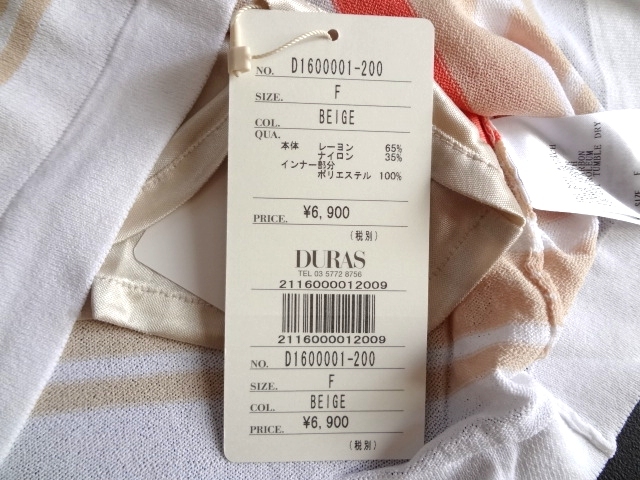 NO. D1600001-200
SIZE. F
COL. BEIGE
QUA.
本体 レーヨン 65%
ナイロン 35%
インナー部分
ポリエステル 100%
PRICE. ¥6,900
(税別)
DURAS
TEL 03 5772 8756
2116000012009
2116000012009
NO. D1600001-200
SIZE. F
COL. BEIGE
PRICE. ¥6,900
(税別)
TUMBLE DRY